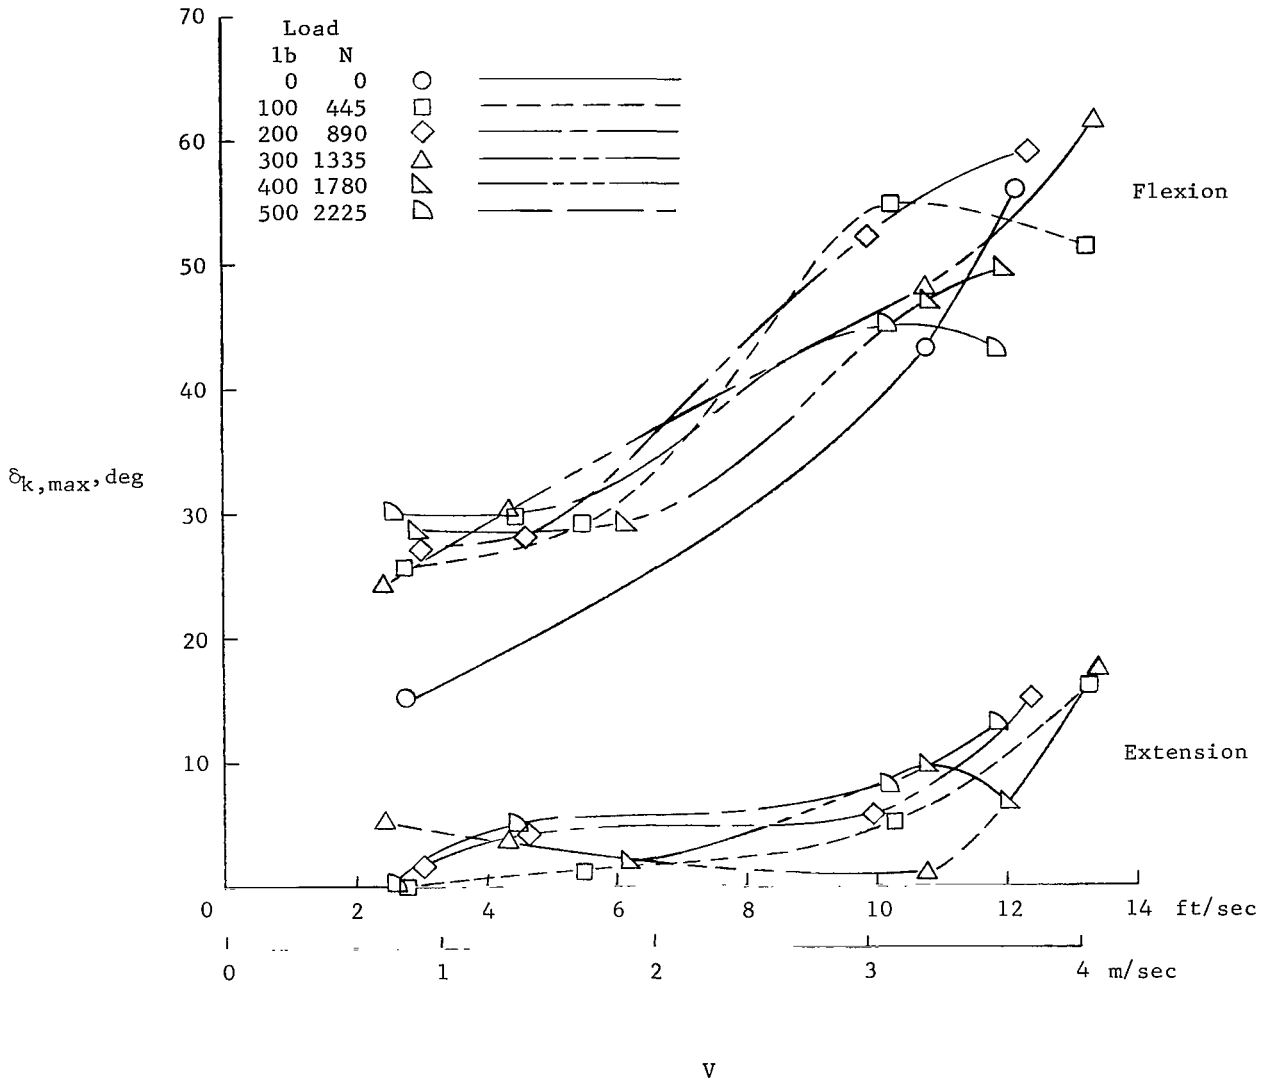 70
Load
lb N
0 0
100 445
200 890
300 1335
400 1780
500 2225
60
Flexion
50
40
δk,max, deg
30
20
10
Extension
0 2 4 6 8 10 12 14 ft/sec
0 1 2 3 4 m/sec
V